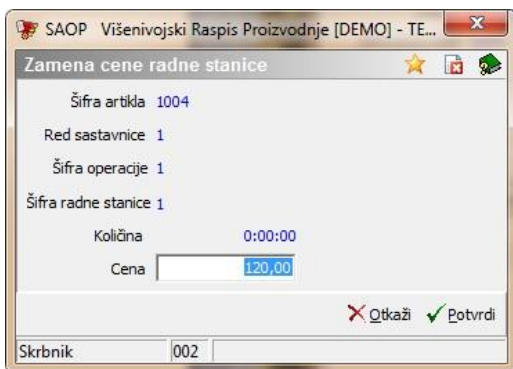 SAOP Višenivojski Raspis Proizvodnje [DEMO] - TE...
Zamena cene radne stanice
Šifra artikla 1004
Red sastavnice 1
Šifra operacije 1
Šifra radne stanice 1
Količina 0:00:00
Cena 120,00
Otkaži Potvrdi
Skrbnik 002